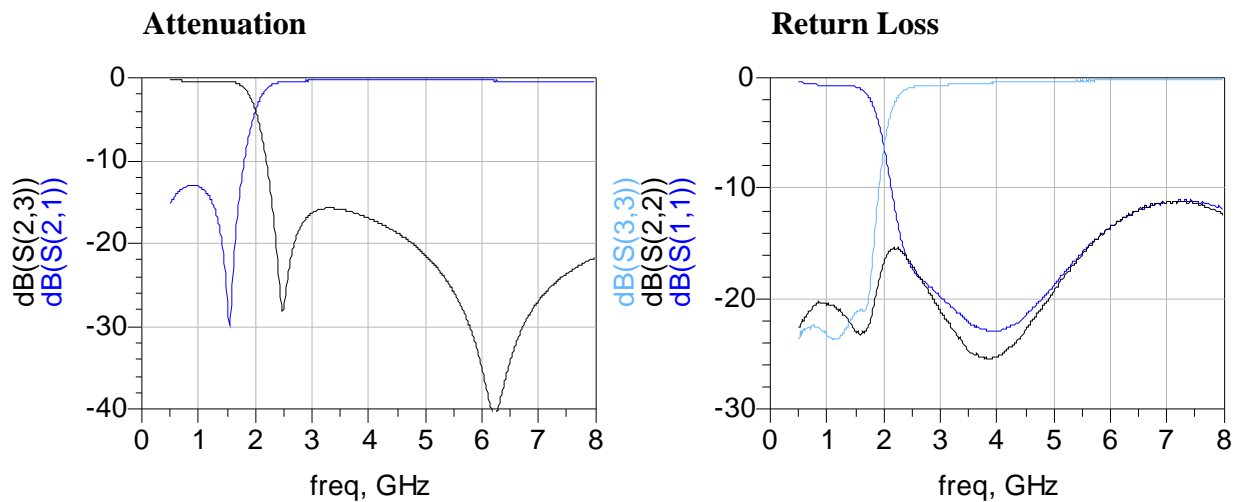 Attenuation
0
-10
-20
-30
-40
dB(S(2,3))
dB(S(2,1))
0 1 2 3 4 5 6 7 8
freq, GHz
Return Loss
0
-10
-20
-30
dB(S(3,3))
dB(S(2,2))
dB(S(1,1))
0 1 2 3 4 5 6 7 8
freq, GHz